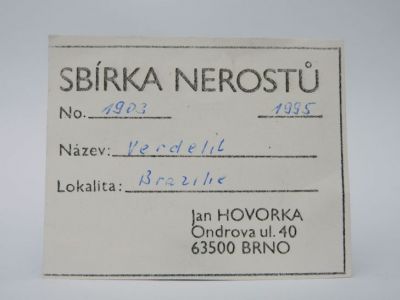 SBÍRKA NEROSTŮ
No. 1903 1995
Název: Verdelit
Lokalita: Brazílie
Jan HOVORKA
Ondrova ul. 40
63500 BRNO